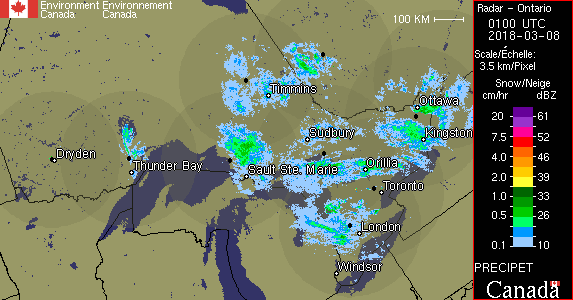 Environment Environnement
Canada Canada
100 KM
Radar - Ontario
0100 UTC
2018-03-08
Scale/Échelle:
3.5 km/Pixel
Snow/Neige
cm/hr dBZ
20 61
7.5 52
4.0 46
2.0 39
1.0 33
0.5 26
0.1 10
PRECIPET
Canada
Timmins
Ottawa
Sudbury
Kingston
Dryden
Thunder Bay
Sault Ste. Marie
Orillia
Toronto
London
Windsor